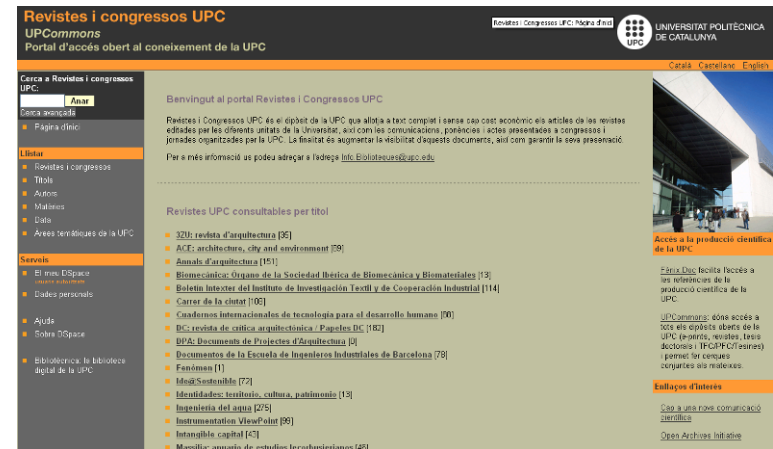 Revistes i congressos UPC
UPCommons
Portal d'accés obert al coneixement de la UPC
Revistes i Congressos UPC: Pàgina d'inici
UPC
UNIVERSITAT POLITÈCNICA
DE CATALUNYA
Català Castellano English
Cerca a Revistes i congressos
UPC:
Anar
Cerca avançada
Pàgina d'inici
Llistar
Revistes i congressos
Títols
Autors
Matèries
Data
Àrees temàtiques de la UPC
Serveis
El meu DSpace
usuaris autoritzats
Dades personals
Ajuda
Sobre DSpace
Bibliotècnica: la biblioteca
digital de la UPC
Benvingut al portal Revistes i Congressos UPC
Revistes i Congressos UPC és el dipòsit de la UPC que allotja a text complet i sense cap cost econòmic els articles de les revistes
editades per les diferents unitats de la Universitat, així com les comunicacions, ponències i actes presentades a congressos i
jornades organitzades per la UPC. La finalitat és augmentar la visibilitat d'aquests documents, així com garantir la seva preservació.
Per a més informació us podeu adreçar a l'adreça Info.Biblioteques@upc.edu
Revistes UPC consultables per títol
3ZU: revista d'arquitectura [35]
ACE: architecture, city and environment [89]
Annals d'arquitectura [151]
Biomecánica: Órgano de la Sociedad Ibérica de Biomecánica y Biomateriales [13]
Boletín Intexter del Instituto de Investigación Textil y de Cooperación Industrial [114]
Carrer de la ciutat [106]
Cuadernos internacionales de tecnología para el desarrollo humano [80]
DC: revista de crítica arquitectónica / Papeles DC [182]
DPA: Documents de Projectes d'Arquitectura [0]
Documentos de la Escuela de Ingenieros Industriales de Barcelona [78]
Fenómen [1]
Ide@Sostenible [72]
Identidades: territorio, cultura, patrimonio [13]
Ingeniería del agua [275]
Instrumentation ViewPoint [99]
Intangible capital [43]
Massilia: anuario de estudios lecorbusierianos [46]
Accés a la producció científica
de la UPC
Fènix Doc facilita l'accés a
les referències de la
producció científica de la
UPC.
UPCommons: dóna accés a
tots els dipòsits oberts de la
UPC (e-prints, revistes, tesis
doctorals i TFC/PFC/Tesines)
i permet fer cerques
conjuntes als mateixos.
Enllaços d'interès
Cap a una nova comunicació
científica
Open Archives Initiative